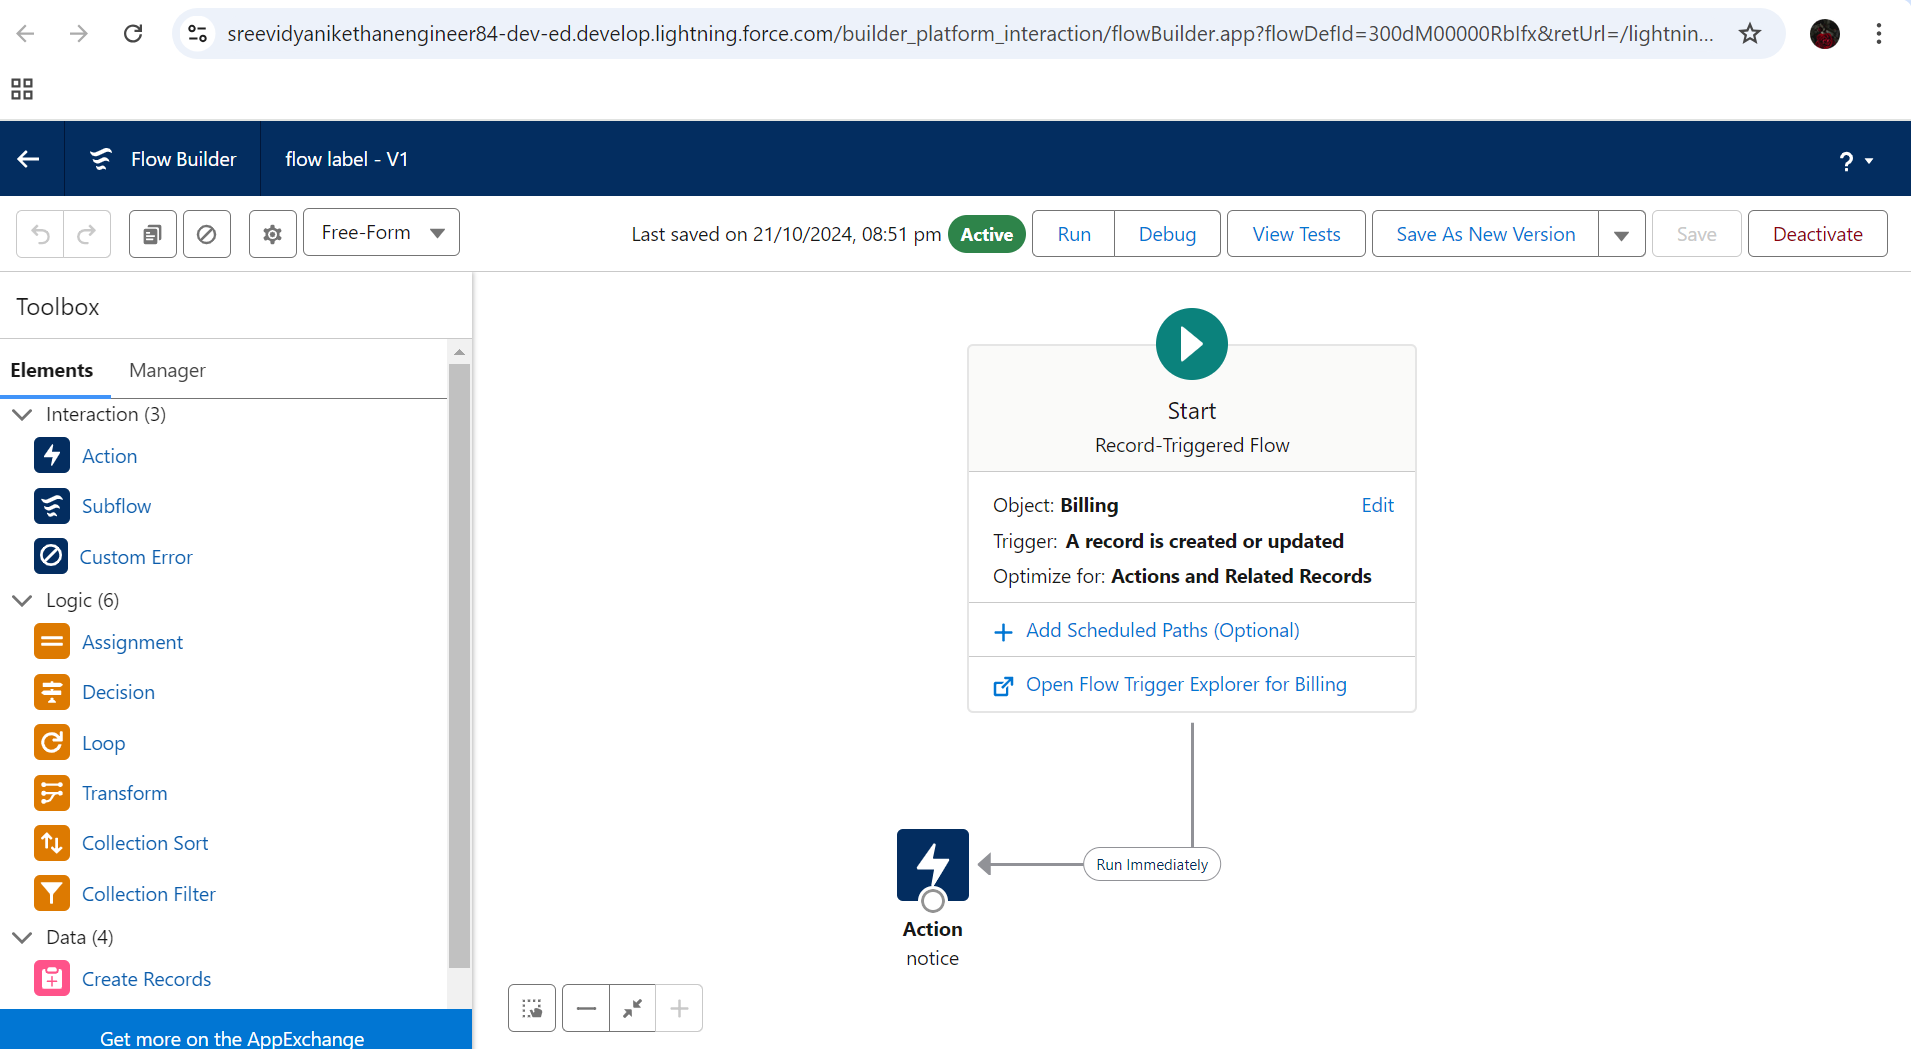 sreevidyanikethanengineer84-dev-ed.develop.lightning.force.com/builder_platform_interaction/flowBuilder.app?flowDefId=300dM00000RbIfx&retUrl=/lightnin...
Flow Builder
flow label - V1
?
Free-Form
Last saved on 21/10/2024, 08:51 pm
Active
Run
Debug
View Tests
Save As New Version
Save
Deactivate
Toolbox
Elements
Manager
Interaction (3)
Action
Subflow
Custom Error
Logic (6)
Assignment
Decision
Loop
Transform
Collection Sort
Collection Filter
Data (4)
Create Records
Get more on the AppExchange
Start
Record-Triggered Flow
Object: Billing
Edit
Trigger: A record is created or updated
Optimize for: Actions and Related Records
Add Scheduled Paths (Optional)
Open Flow Trigger Explorer for Billing
Run Immediately
Action
notice